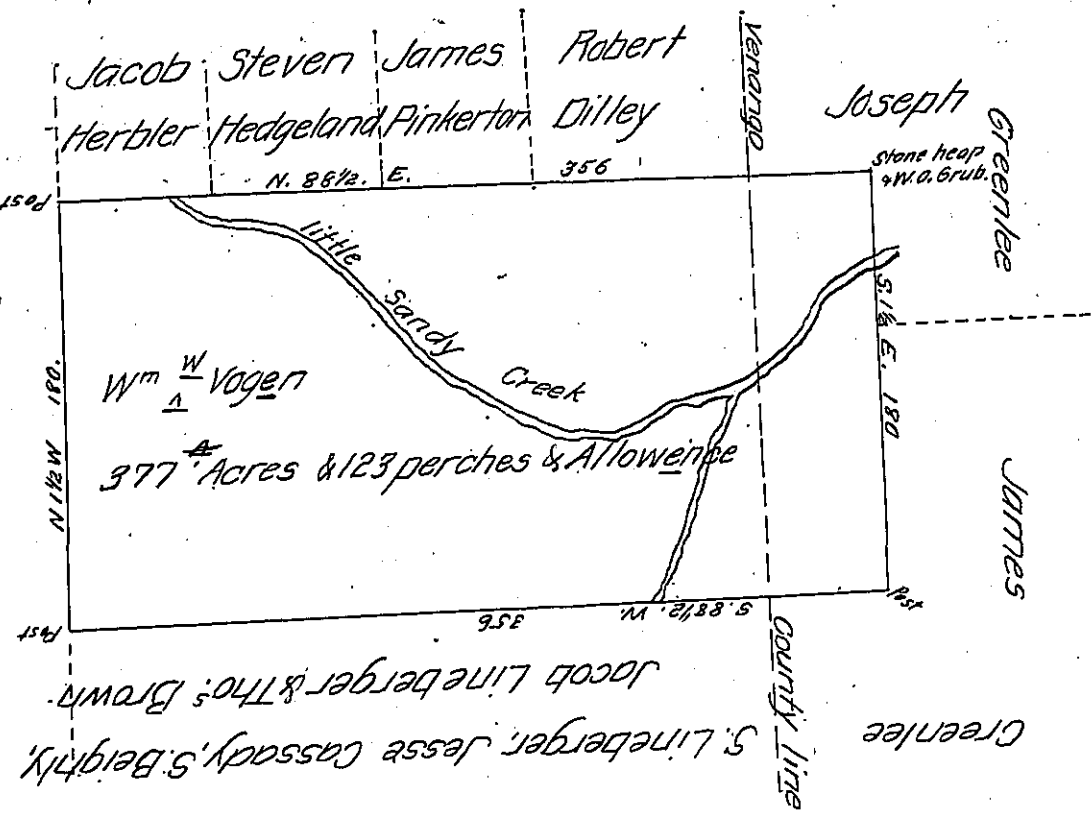 Jacob
Herbler
Steven
Hedgeland
James
Pinkerton
Robert
Dilley
Venango
Joseph
Greenlee
Stone heap
& W.O. Grub.
Post
N. 88½. E. 356
little Sandy Creek
S. 1½ E. 180
N 1½ W 180.
Wm W Vogen
V
377 A. Acres & 123 perches & Allowence
James
Greenlee
Post
S. 88½. W. 356
Post
County line
Jacob Lineberger & Thos. Brown.
S. Lineberger, Jesse Cassady, S. Beighly,